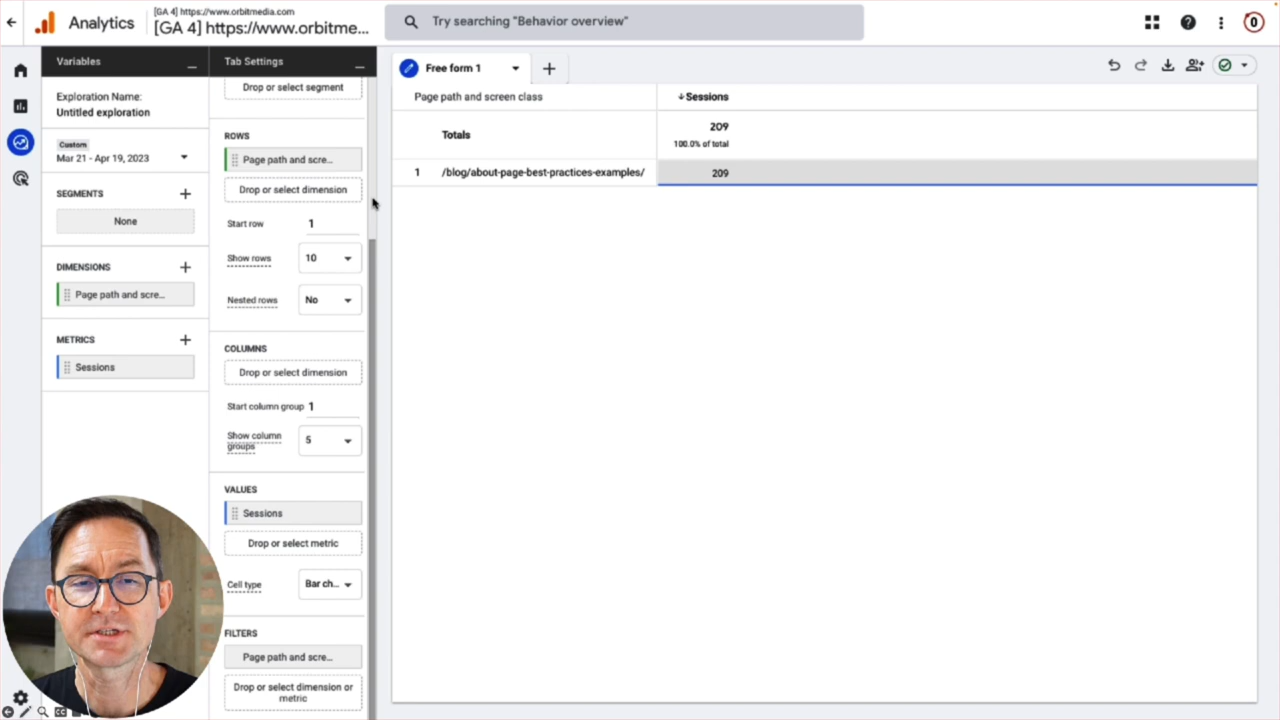 Analytics
[GA 4] https://www.orbitmedia.com
[GA 4] https://www.orbitme...
Try searching "Behavior overview"
Variables
Exploration Name:
Untitled exploration
Custom
Mar 21 - Apr 19, 2023
SEGMENTS
None
DIMENSIONS
Page path and scre...
METRICS
Sessions
Tab Settings
Drop or select segment
ROWS
Page path and scre...
Drop or select dimension
Start row 1
Show rows 10
Nested rows No
COLUMNS
Drop or select dimension
Start column group 1
Show column groups 5
VALUES
Sessions
Drop or select metric
Cell type Bar ch...
FILTERS
Page path and scre...
Drop or select dimension or
metric
Free form 1
Page path and screen class
Sessions
Totals
209
100.0% of total
1 /blog/about-page-best-practices-examples/ 209